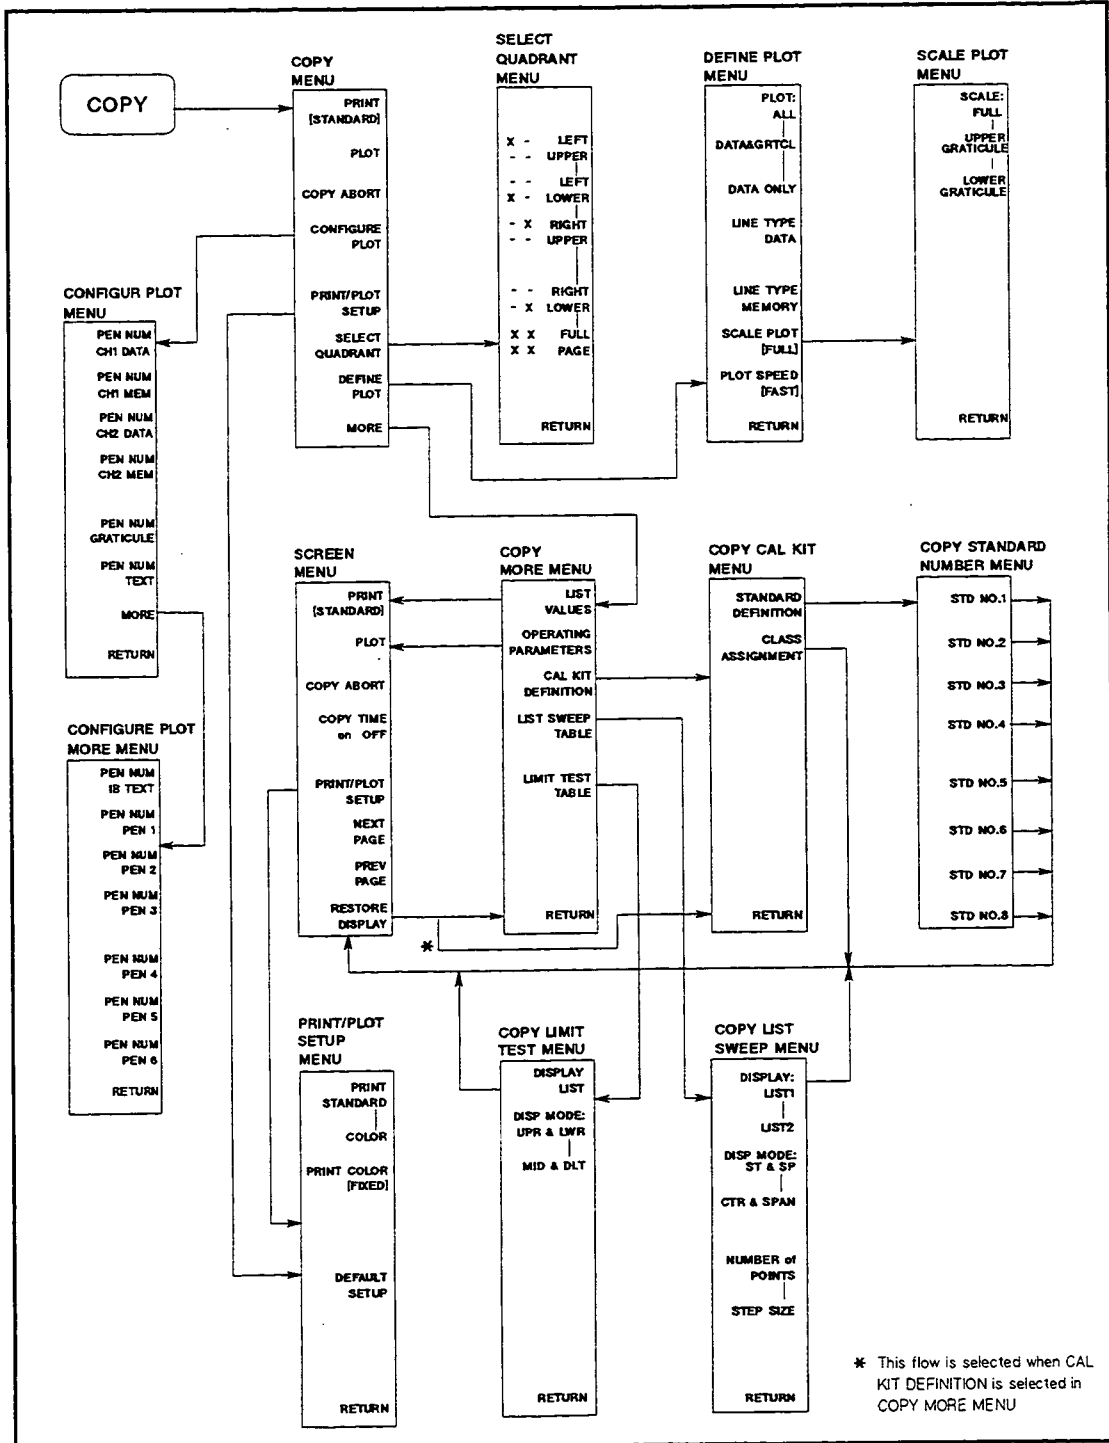 COPY
COPY
MENU
PRINT
[STANDARD]
PLOT
COPY ABORT
CONFIGURE
PLOT
PRINT/PLOT
SETUP
SELECT
QUADRANT
DEFINE
PLOT
MORE
SELECT
QUADRANT
MENU
X - LEFT
- - UPPER
- - LEFT
X - LOWER
- X RIGHT
- - UPPER
- - RIGHT
- X LOWER
X X FULL
X X PAGE
RETURN
DEFINE PLOT
MENU
PLOT:
ALL
DATA&GRTCL
DATA ONLY
LINE TYPE
DATA
LINE TYPE
MEMORY
SCALE PLOT
[FULL]
PLOT SPEED
[FAST]
RETURN
SCALE PLOT
MENU
SCALE:
FULL
UPPER
GRATICULE
LOWER
GRATICULE
RETURN
CONFIGUR PLOT
MENU
PEN NUM
CH1 DATA
PEN NUM
CH1 MEM
PEN NUM
CH2 DATA
PEN NUM
CH2 MEM
PEN NUM
GRATICULE
PEN NUM
TEXT
MORE
RETURN
CONFIGURE PLOT
MORE MENU
PEN NUM
IB TEXT
PEN NUM
PEN 1
PEN NUM
PEN 2
PEN NUM
PEN 3
PEN NUM
PEN 4
PEN NUM
PEN 5
PEN NUM
PEN 6
RETURN
SCREEN
MENU
PRINT
[STANDARD]
PLOT
COPY ABORT
COPY TIME
on OFF
PRINT/PLOT
SETUP
NEXT
PAGE
PREV
PAGE
RESTORE
DISPLAY
*
COPY
MORE MENU
LIST
VALUES
OPERATING
PARAMETERS
CAL KIT
DEFINITION
LIST SWEEP
TABLE
LIMIT TEST
TABLE
RETURN
COPY CAL KIT
MENU
STANDARD
DEFINITION
CLASS
ASSIGNMENT
RETURN
COPY STANDARD
NUMBER MENU
STD NO.1
STD NO.2
STD NO.3
STD NO.4
STD NO.5
STD NO.6
STD NO.7
STD NO.8
PRINT/PLOT
SETUP
MENU
PRINT
STANDARD
COLOR
PRINT COLOR
[FIXED]
DEFAULT
SETUP
RETURN
COPY LIMIT
TEST MENU
DISPLAY
LIST
DISP MODE:
UPR & LWR
MID & DLT
RETURN
COPY LIST
SWEEP MENU
DISPLAY:
LIST1
LIST2
DISP MODE:
ST & SP
CTR & SPAN
NUMBER of
POINTS
STEP SIZE
RETURN
* This flow is selected when CAL
KIT DEFINITION is selected in
COPY MORE MENU